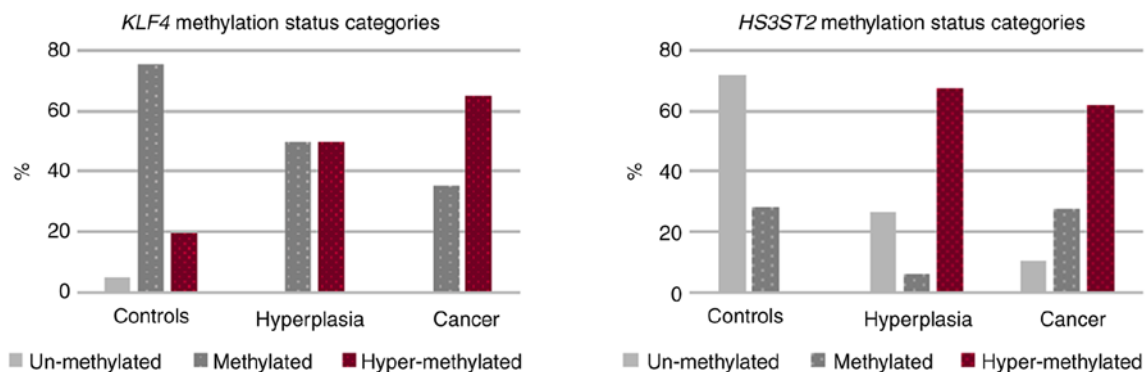 KLF4 methylation status categories
80
60
40
20
0
%
Controls Hyperplasia Cancer
Un-methylated Methylated Hyper-methylated
HS3ST2 methylation status categories
80
60
40
20
0
%
Controls Hyperplasia Cancer
Un-methylated Methylated Hyper-methylated